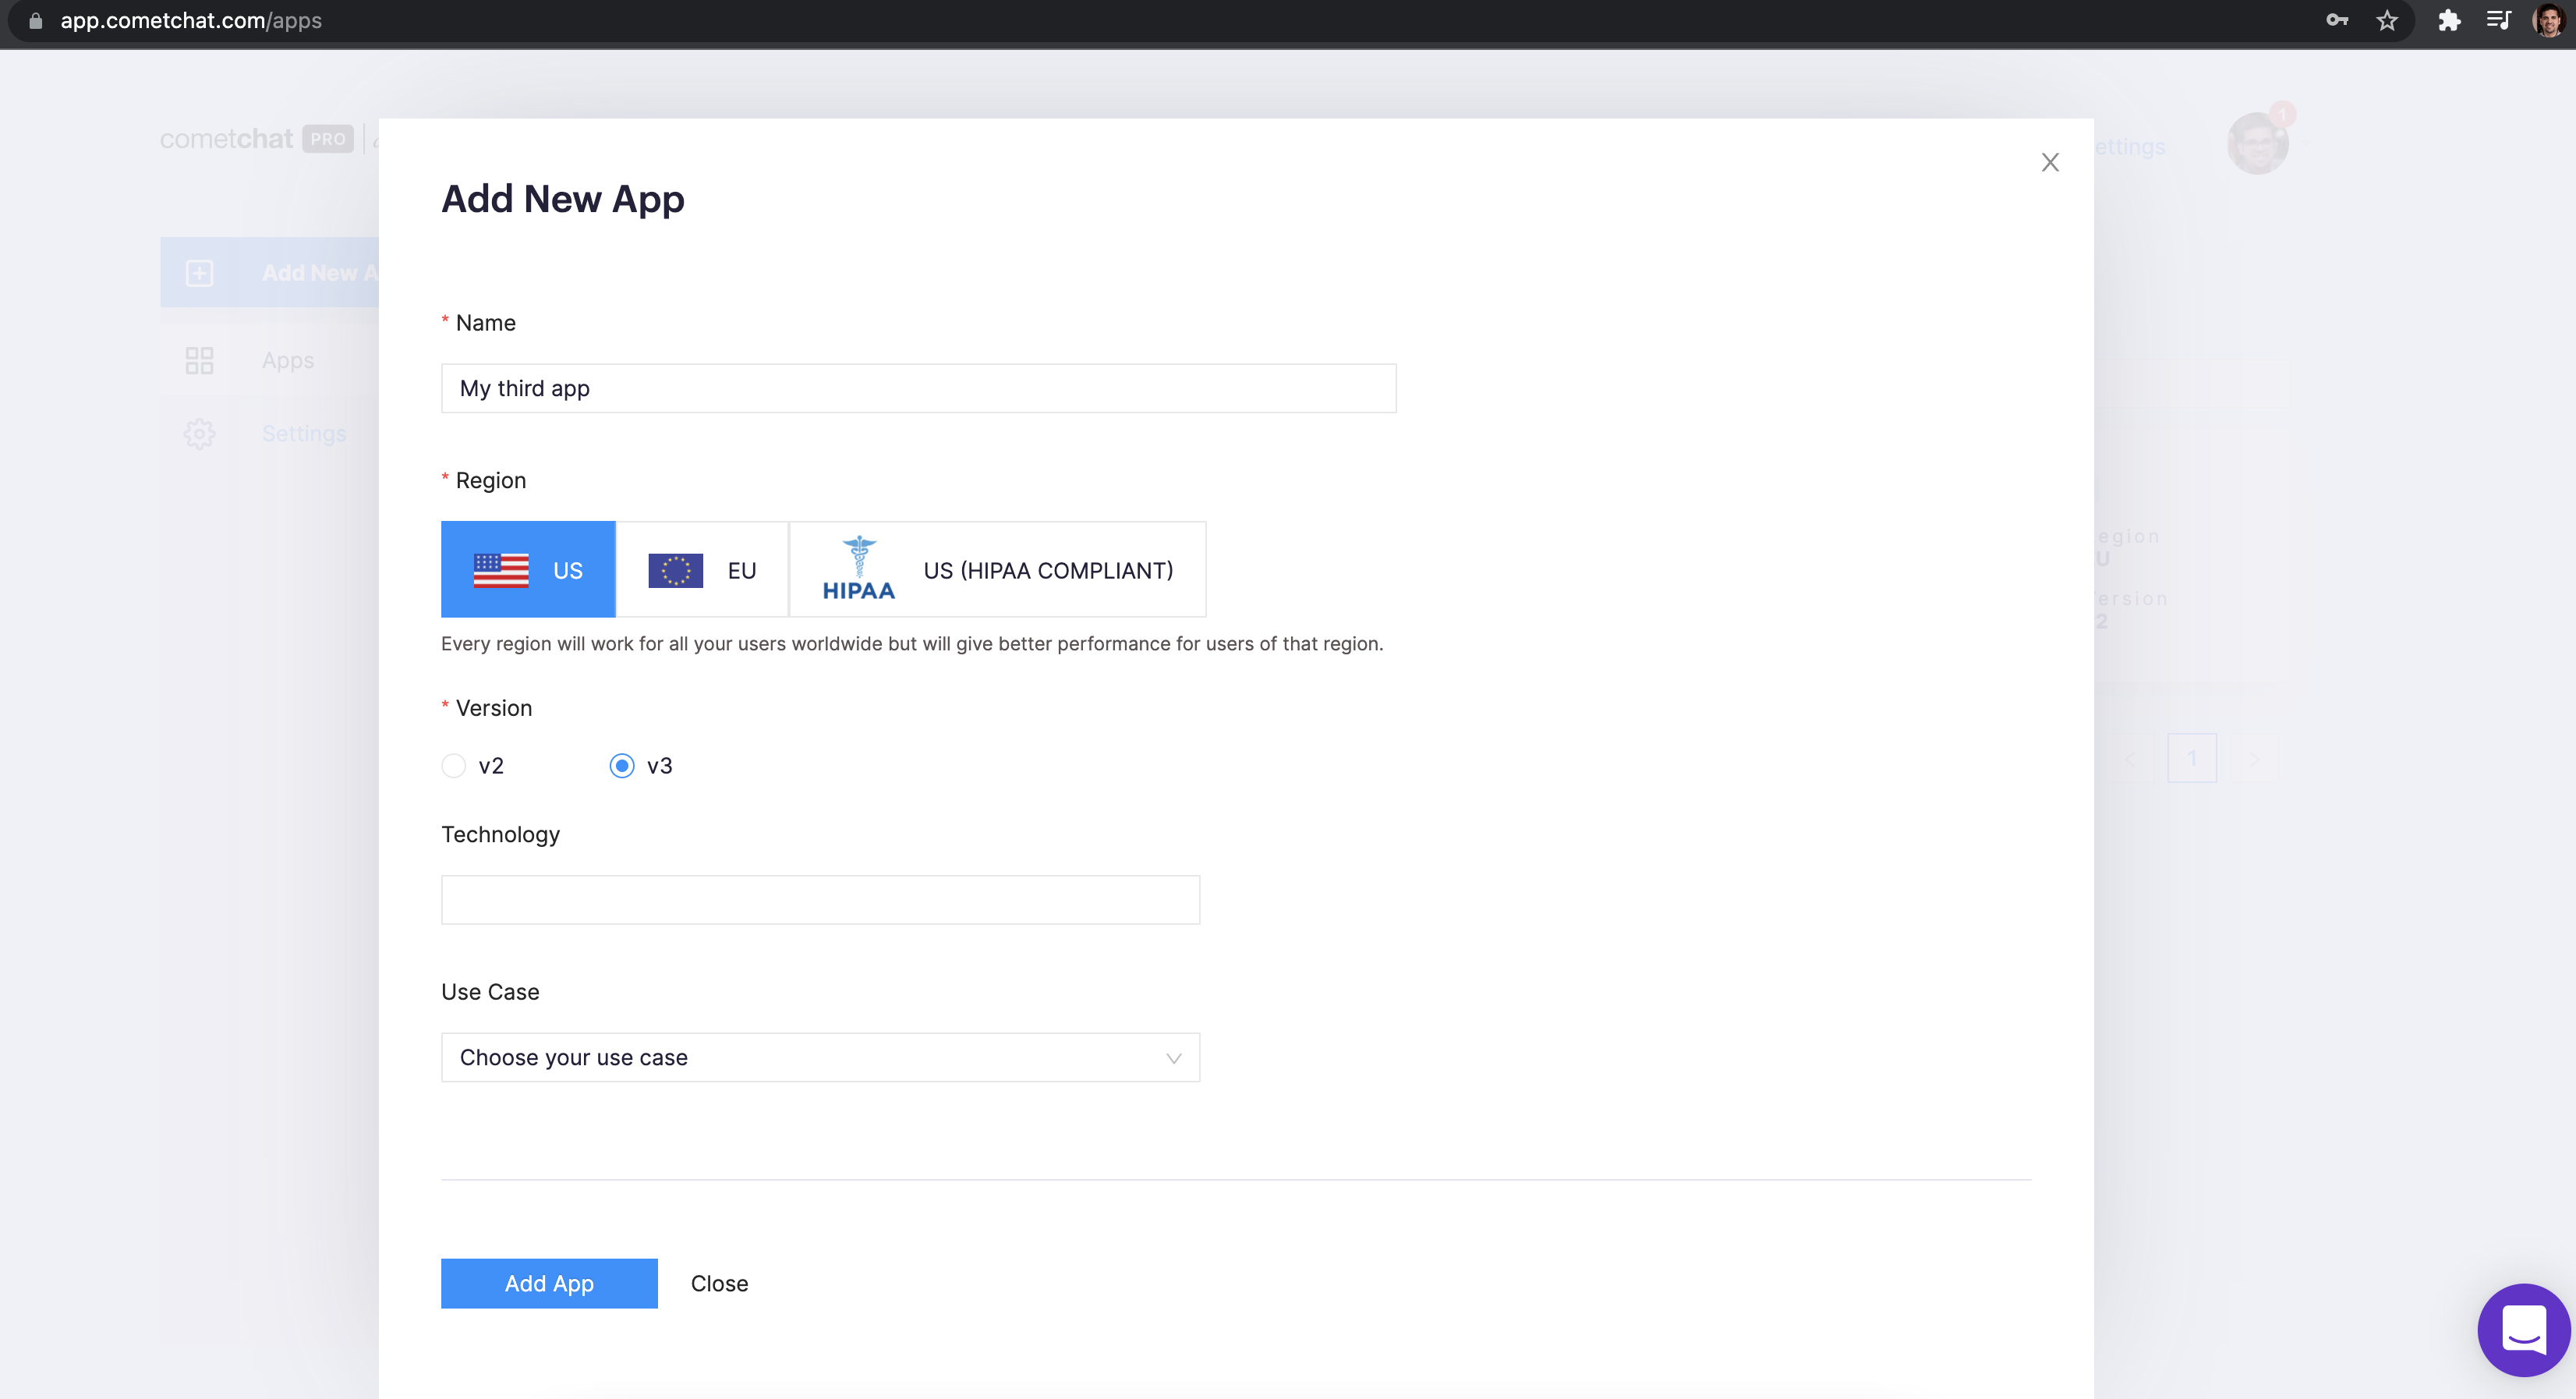 app.cometchat.com/apps
cometchat PRO
1
ettings
Add New App
Add New A
* Name
Apps
My third app
Settings
* Region
US
EU
HIPAA
US (HIPAA COMPLIANT)
egion
U
ersion
2
Every region will work for all your users worldwide but will give better performance for users of that region.
* Version
v2
v3
< 1 >
Technology
Use Case
Choose your use case
Add App
Close